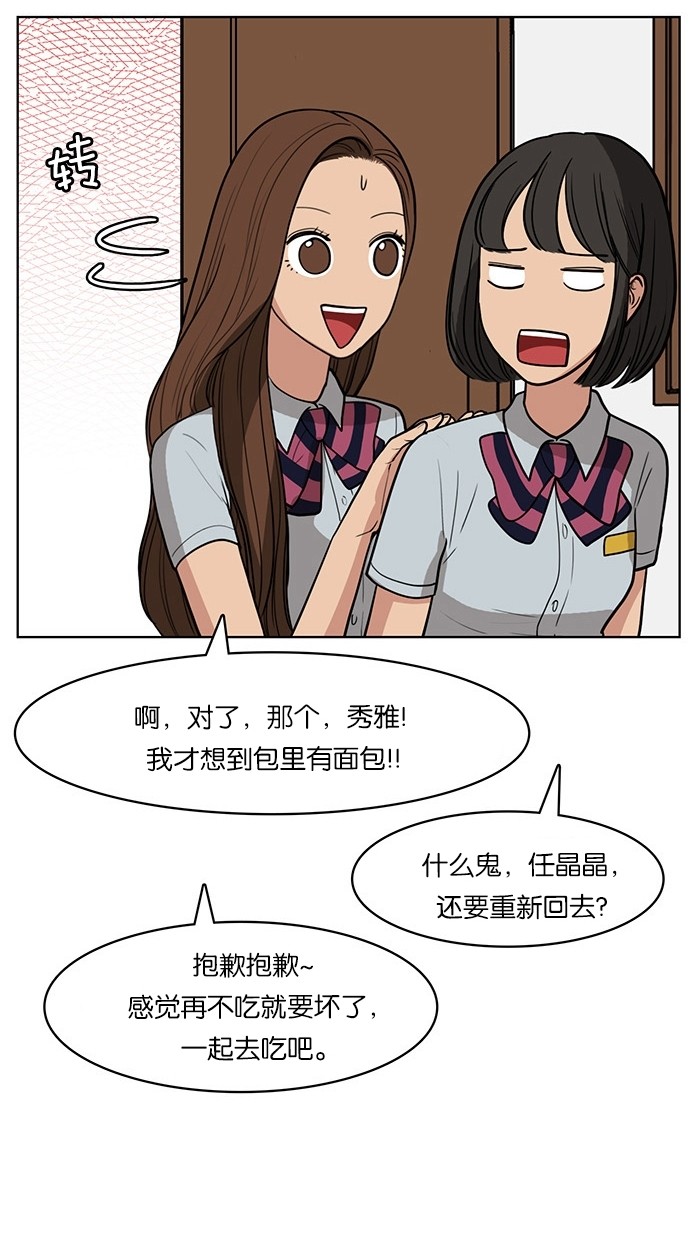 转
啊，对了，那个，秀雅!
我才想到包里有面包!!
什么鬼，任晶晶，
还要重新回去?
抱歉抱歉~
感觉再不吃就要坏了，
一起去吃吧。